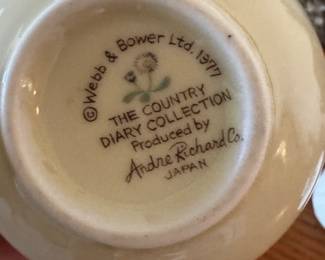 ©Webb & Bower Ltd. 1977
THE COUNTRY
DIARY COLLECTION
Produced by
Andre Richard Co.
JAPAN